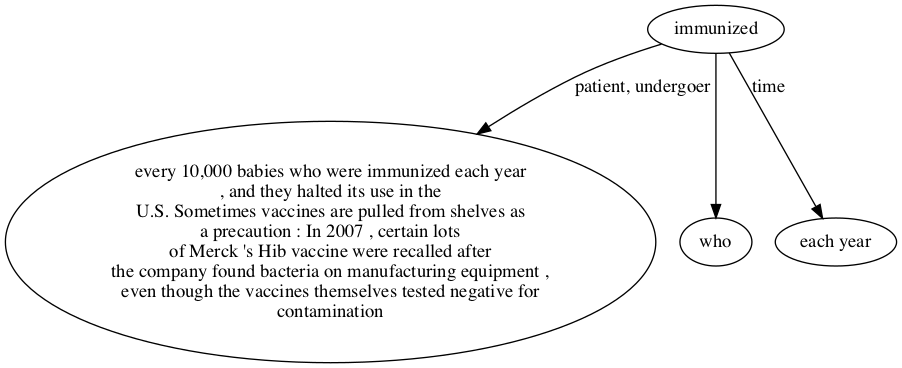 immunized
patient, undergoer
time
every 10,000 babies who were immunized each year
, and they halted its use in the
U.S. Sometimes vaccines are pulled from shelves as
a precaution : In 2007 , certain lots
of Merck 's Hib vaccine were recalled after
the company found bacteria on manufacturing equipment ,
even though the vaccines themselves tested negative for
contamination
who
each year